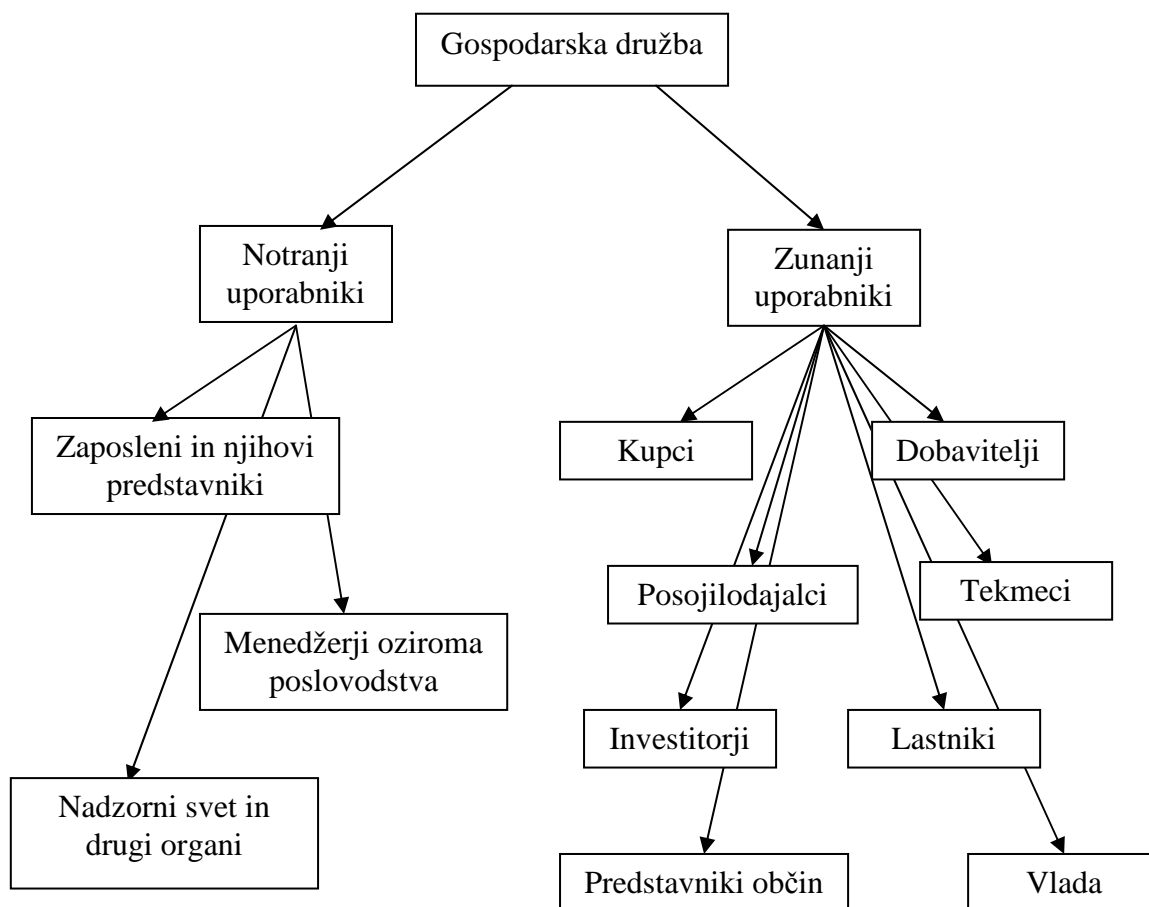 Gospodarska družba
Notranji
uporabniki
Zunanji
uporabniki
Zaposleni in njihovi
predstavniki
Kupci
Dobavitelji
Posojilodajalci
Tekmeci
Menedžerji oziroma
poslovodstva
Investitorji
Lastniki
Nadzorni svet in
drugi organi
Predstavniki občin
Vlada